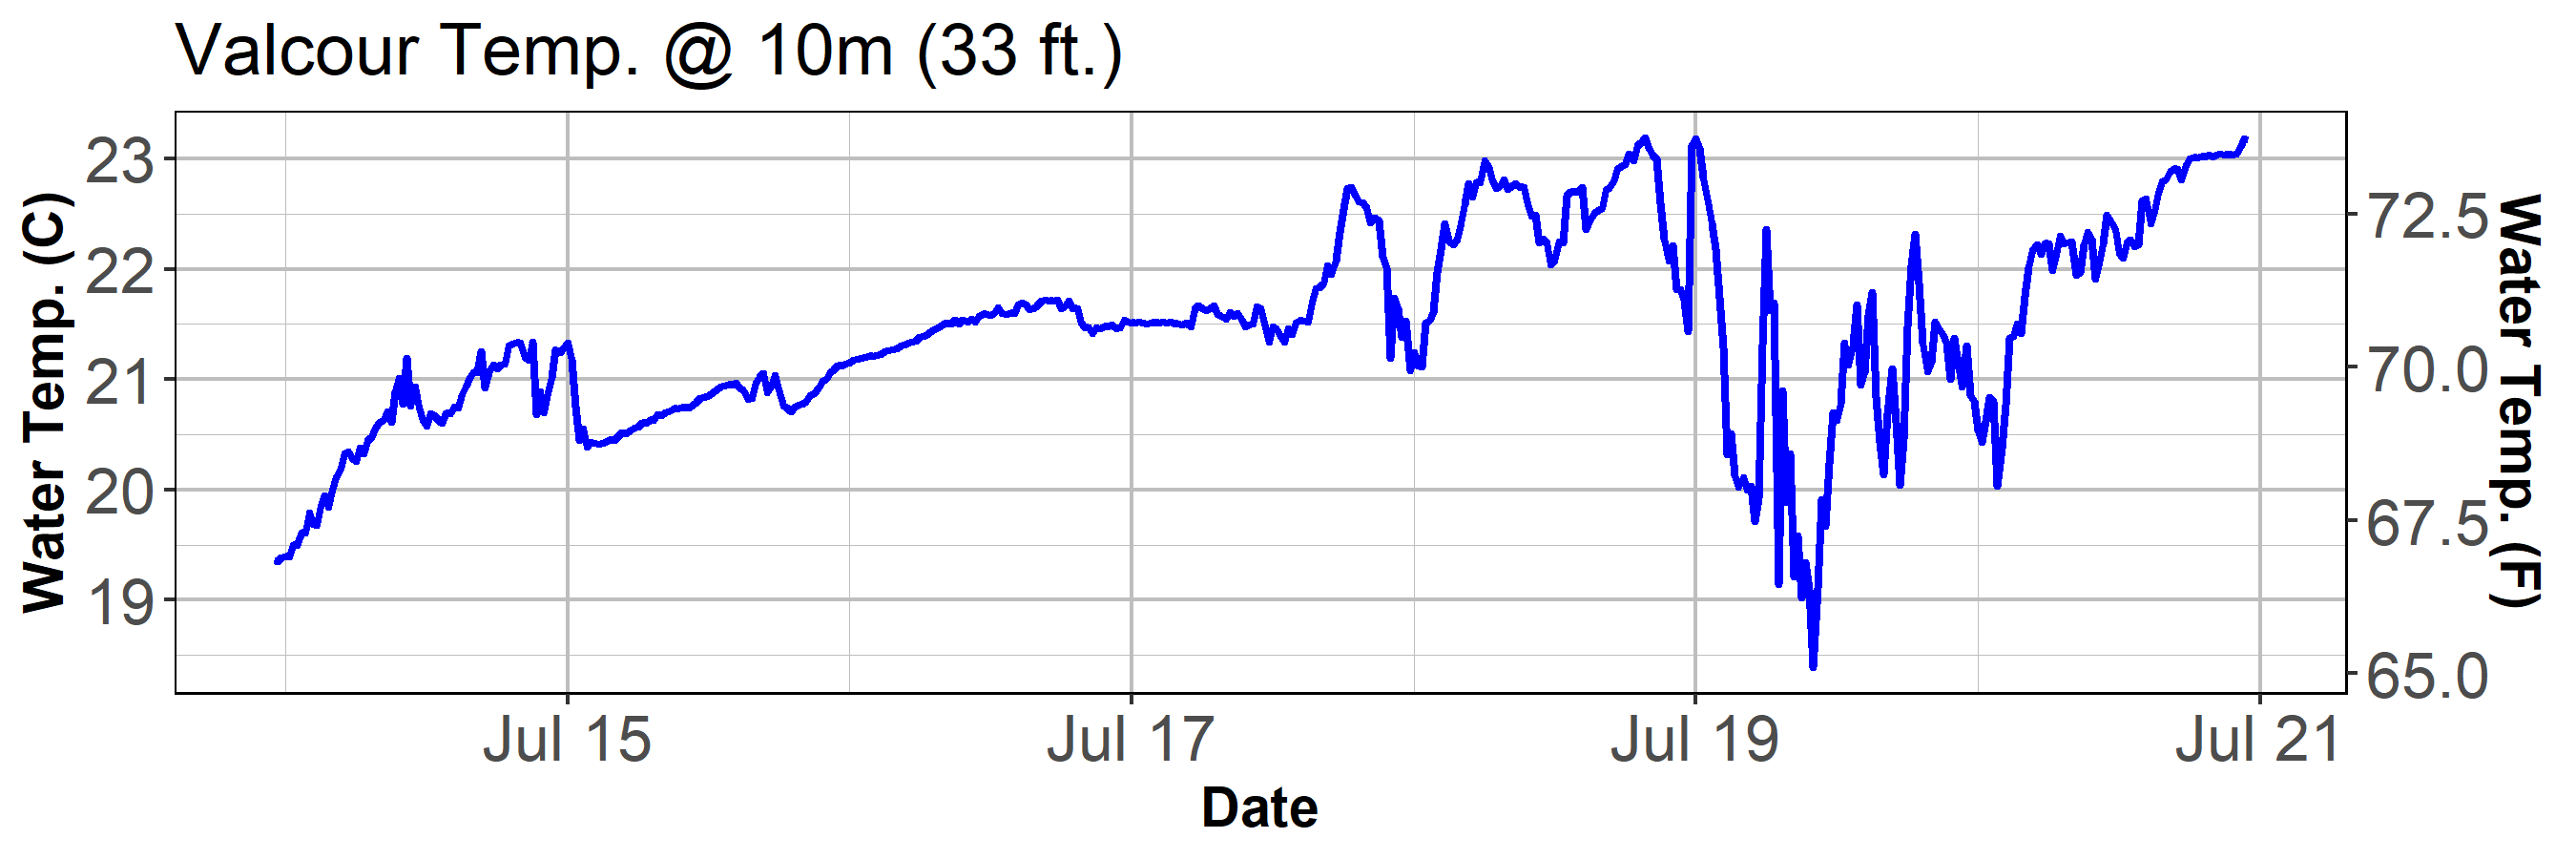 Valcour Temp. @ 10m (33 ft.)
Water Temp. (C)
23
22
21
20
19
72.5
70.0
67.5
65.0
Water Temp. (F)
Jul 15 Jul 17 Jul 19 Jul 21
Date